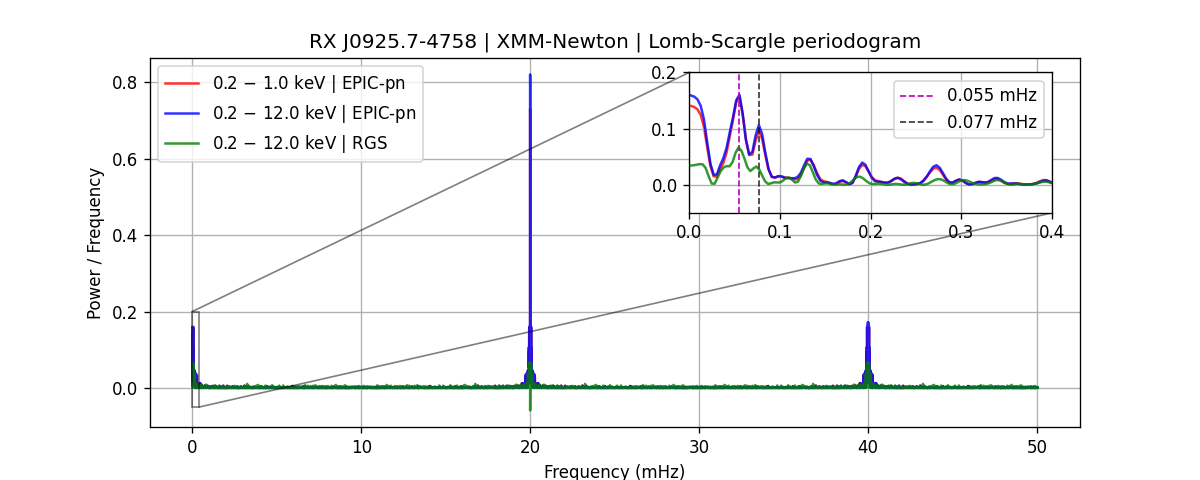 RX J0925.7-4758 | XMM-Newton | Lomb-Scargle periodogram
0.2 − 1.0 keV | EPIC-pn
0.2 − 12.0 keV | EPIC-pn
0.2 − 12.0 keV | RGS
0.055 mHz
0.077 mHz
0.2
0.1
0.0
0.0 0.1 0.2 0.3 0.4
Power / Frequency
0.8
0.6
0.4
0.2
0.0
0 10 20 30 40 50
Frequency (mHz)